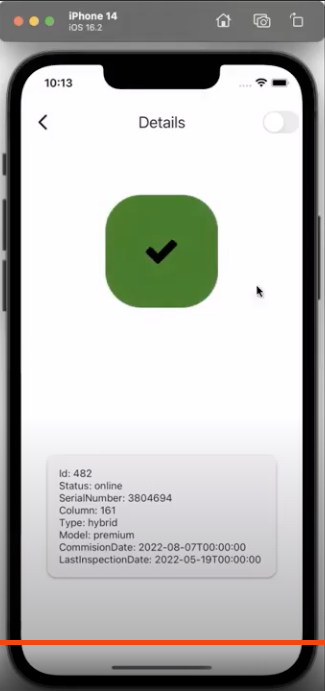 iPhone 14
iOS 16.2
10:13
Details
Id: 482
Status: online
SerialNumber: 3804694
Column: 161
Type: hybrid
Model: premium
CommisionDate: 2022-08-07T00:00:00
LastInspectionDate: 2022-05-19T00:00:00